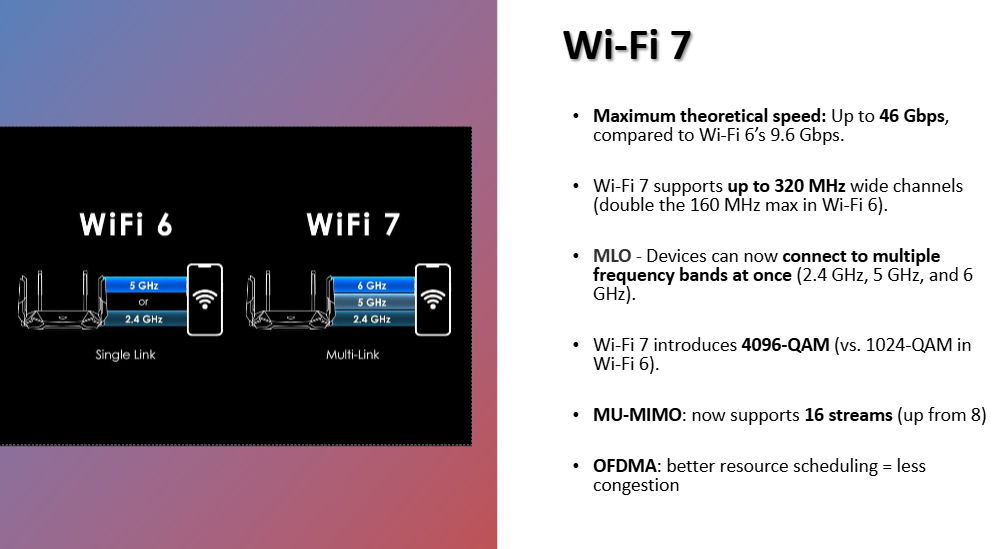 WiFi 6
WiFi 7
5 GHz
or
2.4 GHz
6 GHz
5 GHz
2.4 GHz
Single Link
Multi-Link
Wi-Fi 7
• Maximum theoretical speed: Up to 46 Gbps,
compared to Wi-Fi 6’s 9.6 Gbps.
• Wi-Fi 7 supports up to 320 MHz wide channels
(double the 160 MHz max in Wi-Fi 6).
• MLO - Devices can now connect to multiple
frequency bands at once (2.4 GHz, 5 GHz, and 6
GHz).
• Wi-Fi 7 introduces 4096-QAM (vs. 1024-QAM in
Wi-Fi 6).
• MU-MIMO: now supports 16 streams (up from 8)
• OFDMA: better resource scheduling = less
congestion